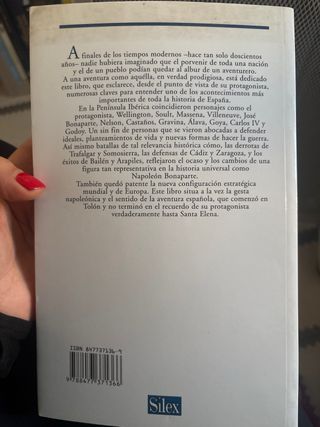 A finales de los tiempos modernos –hace tan solo doscientos
años– nadie hubiera imaginado que el porvenir de toda una nación
y el de un pueblo podían quedar al albur de un aventurero.
A una aventura como aquélla, en verdad prodigiosa, está dedicado
este libro, que esclarece, desde el punto de vista de su protagonista,
numerosas claves para entender uno de los acontecimientos más
importantes de toda la historia de España.
En la Península Ibérica coincidieron personajes como el
protagonista, Wellington, Soult, Massena, Villeneuve, José
Bonaparte, Nelson, Castaños, Gravina, Álava, Goya, Carlos IV y
Godoy. Un sin fin de personas que se vieron abocadas a defender
ideales, planteamientos de vida y nuevas formas de hacer la guerra.
Así mismo batallas de tal relevancia histórica cómo, las derrotas de
Trafalgar y Somosierra, las defensas de Cádiz y Zaragoza, y los
éxitos de Bailén y Arapiles, reflejaron el ocaso y los cambios de una
figura tan representativa en la historia universal como
Napoleón Bonaparte.
También quedó patente la nueva configuración estratégica
mundial y de Europa. Este libro sitúa a la vez la gesta
napoleónica y el sentido de la aventura española, que comenzó en
Tolón y no terminó en el recuerdo de su protagonista
verdaderamente hasta Santa Elena.
ISBN 847737136-9
9 788477 371366
Silex